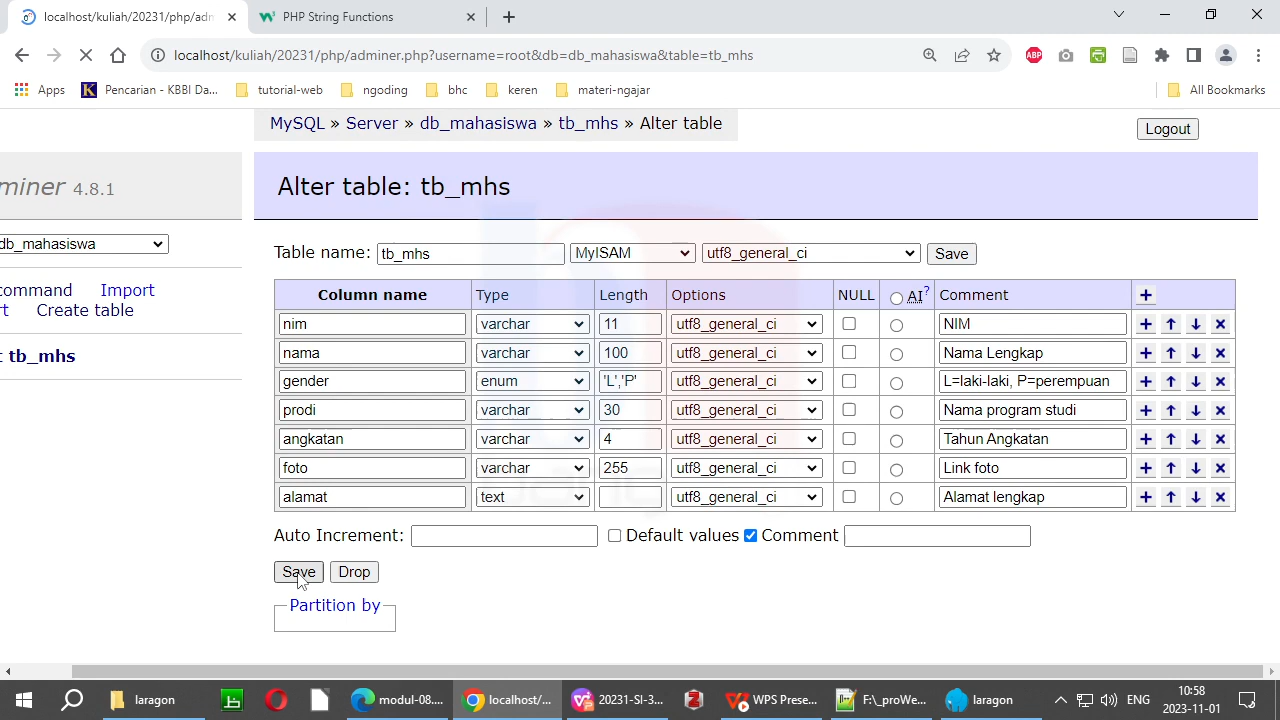 localhost/kuliah/20231/php/adm
PHP String Functions
localhost/kuliah/20231/php/adminer.php?username=root&db=db_mahasiswa&table=tb_mhs
ABP
Apps
Pencarian - KBBI Da...
tutorial-web
ngoding
bhc
keren
materi-ngajar
All Bookmarks
MySQL » Server » db_mahasiswa » tb_mhs » Alter table
Logout
miner 4.8.1
Alter table: tb_mhs
db_mahasiswa
Table name: tb_mhs MyISAM utf8_general_ci Save
command Import
rt Create table
t tb_mhs
Column name Type Length Options NULL AI? Comment
nim varchar 11 utf8_general_ci NIM
nama varchar 100 utf8_general_ci Nama Lengkap
gender enum 'L','P' utf8_general_ci L=laki-laki, P=perempuan
prodi varchar 30 utf8_general_ci Nama program studi
angkatan varchar 4 utf8_general_ci Tahun Angkatan
foto varchar 255 utf8_general_ci Link foto
alamat text utf8_general_ci Alamat lengkap
Auto Increment: Default values Comment
Save Drop
Partition by
laragon
modul-08....
localhost/...
20231-SI-3...
WPS Prese...
F:\_proWe...
laragon
ENG
10:58
2023-11-01